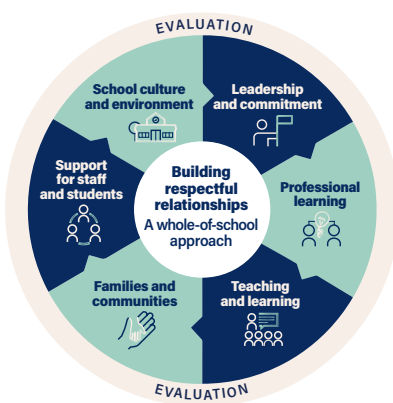 EVALUATION
School culture
and environment
Leadership
and commitment
Support
for staff
and students
Building
respectful
relationships
A whole-of-school
approach
Professional
learning
Families and
communities
Teaching
and learning
EVALUATION